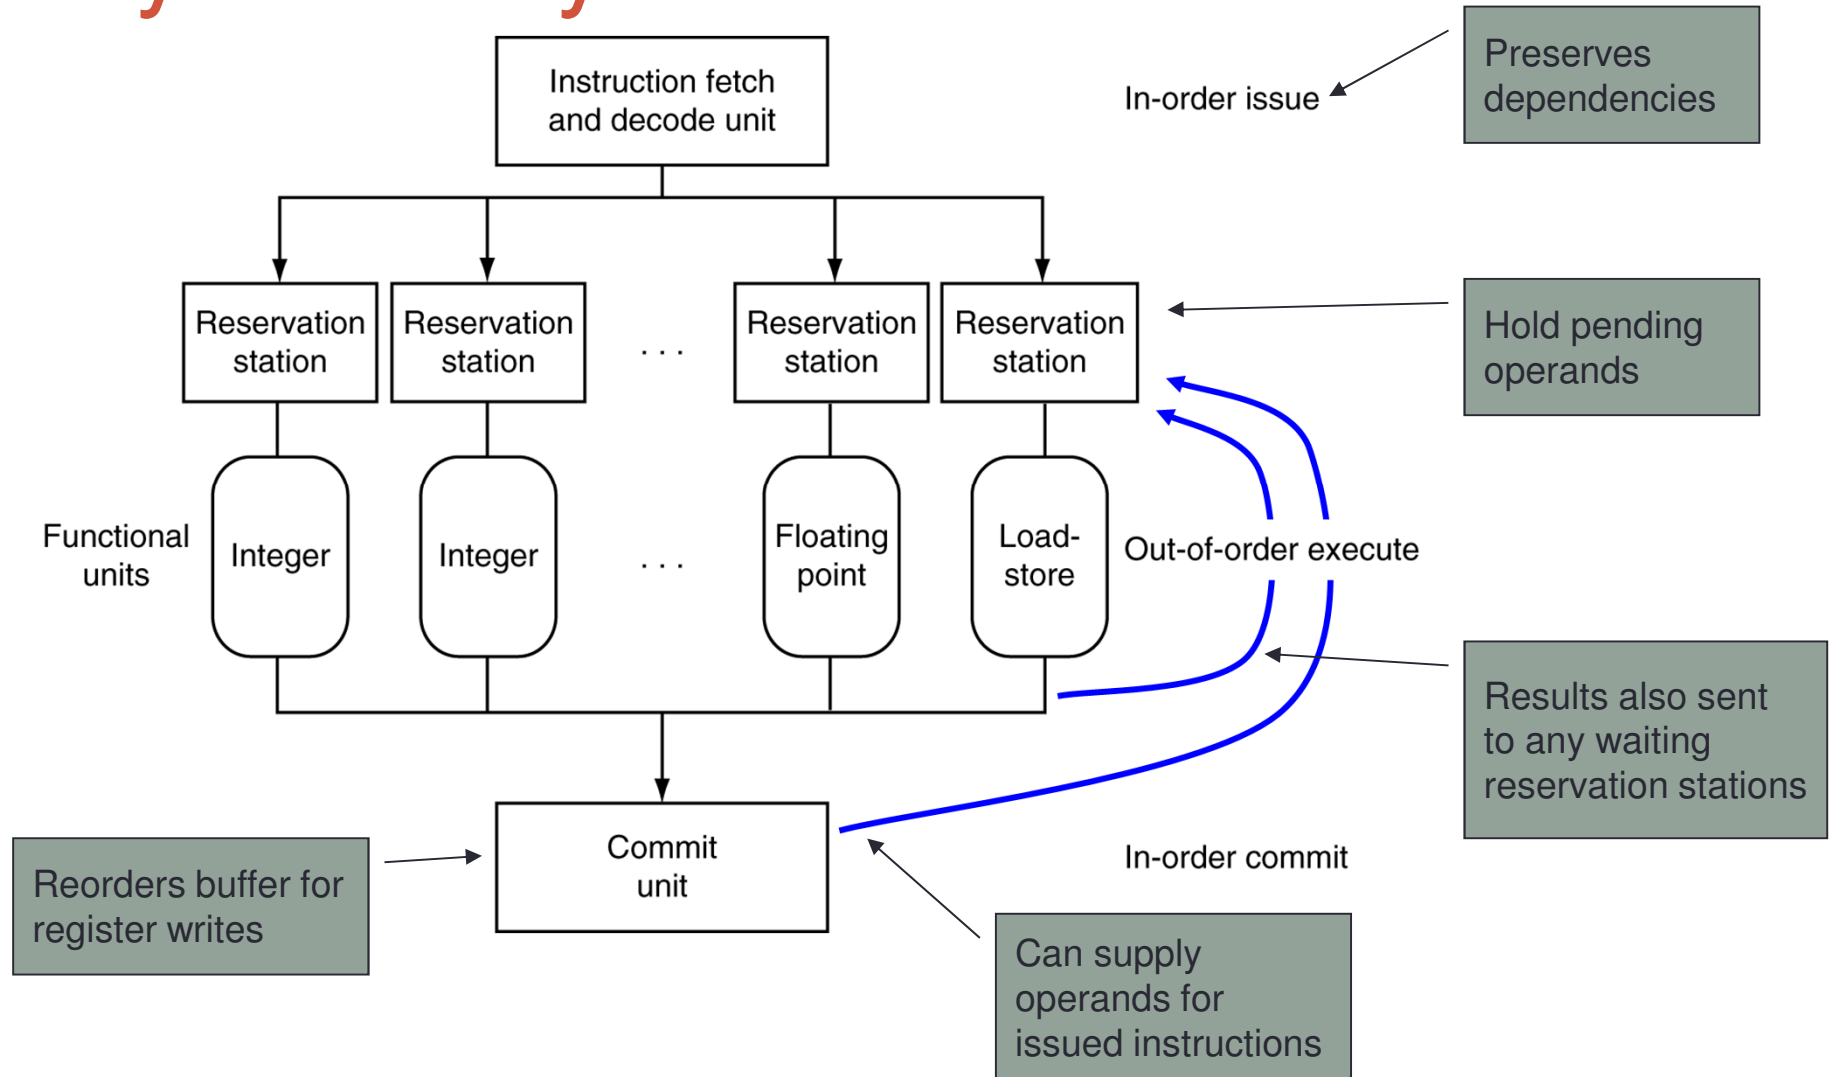 Instruction fetch
and decode unit
In-order issue
Preserves
dependencies
Reservation
station
Reservation
station
. . .
Reservation
station
Reservation
station
Hold pending
operands
Functional
units
Integer
Integer
. . .
Floating
point
Load-
store
Out-of-order execute
Results also sent
to any waiting
reservation stations
Commit
unit
In-order commit
Reorders buffer for
register writes
Can supply
operands for
issued instructions